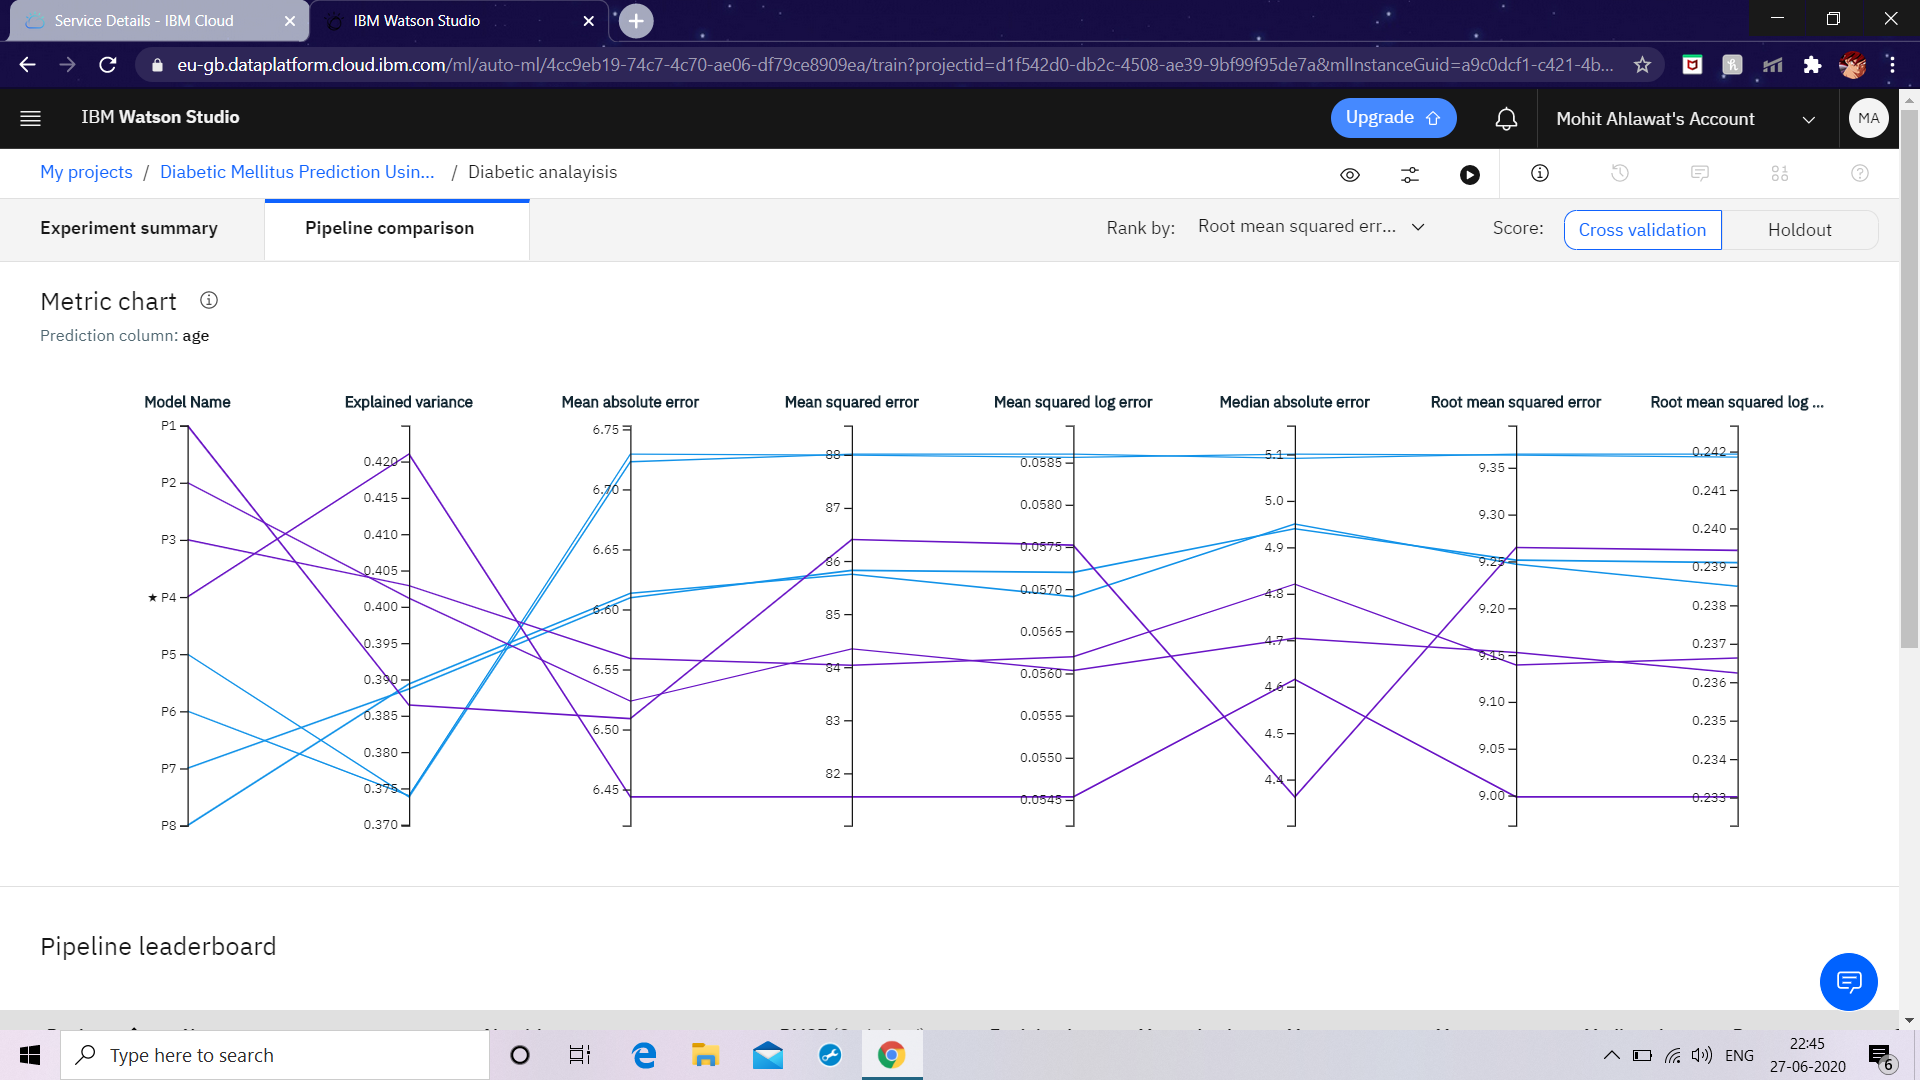 Service Details - IBM Cloud
IBM Watson Studio
eu-gb.dataplatform.cloud.ibm.com/ml/auto-ml/4cc9eb19-74c7-4c70-ae06-df79ce8909ea/train?projectid=d1f542d0-db2c-4508-ae39-9bf99f95de7a&mlInstanceGuid=a9c0dcf1-c421-4b...
IBM Watson Studio
Upgrade
Mohit Ahlawat's Account
MA
My projects / Diabetic Mellitus Prediction Usin... / Diabetic analayisis
Experiment summary
Pipeline comparison
Rank by: Root mean squared err...
Score: Cross validation Holdout
Metric chart
Prediction column: age
Model Name Explained variance Mean absolute error Mean squared error Mean squared log error Median absolute error Root mean squared error Root mean squared log ...
P1
P2
P3
★ P4
P5
P6
P7
P8
0.420
0.415
0.410
0.405
0.400
0.395
0.390
0.385
0.380
0.375
0.370
6.75
6.70
6.65
6.60
6.55
6.50
6.45
88
87
86
85
84
83
82
0.0585
0.0580
0.0575
0.0570
0.0565
0.0560
0.0555
0.0550
0.0545
5.1
5.0
4.9
4.8
4.7
4.6
4.5
4.4
9.35
9.30
9.25
9.20
9.15
9.10
9.05
9.00
0.242
0.241
0.240
0.239
0.238
0.237
0.236
0.235
0.234
0.233
Pipeline leaderboard
Type here to search
ENG
22:45
27-06-2020
6